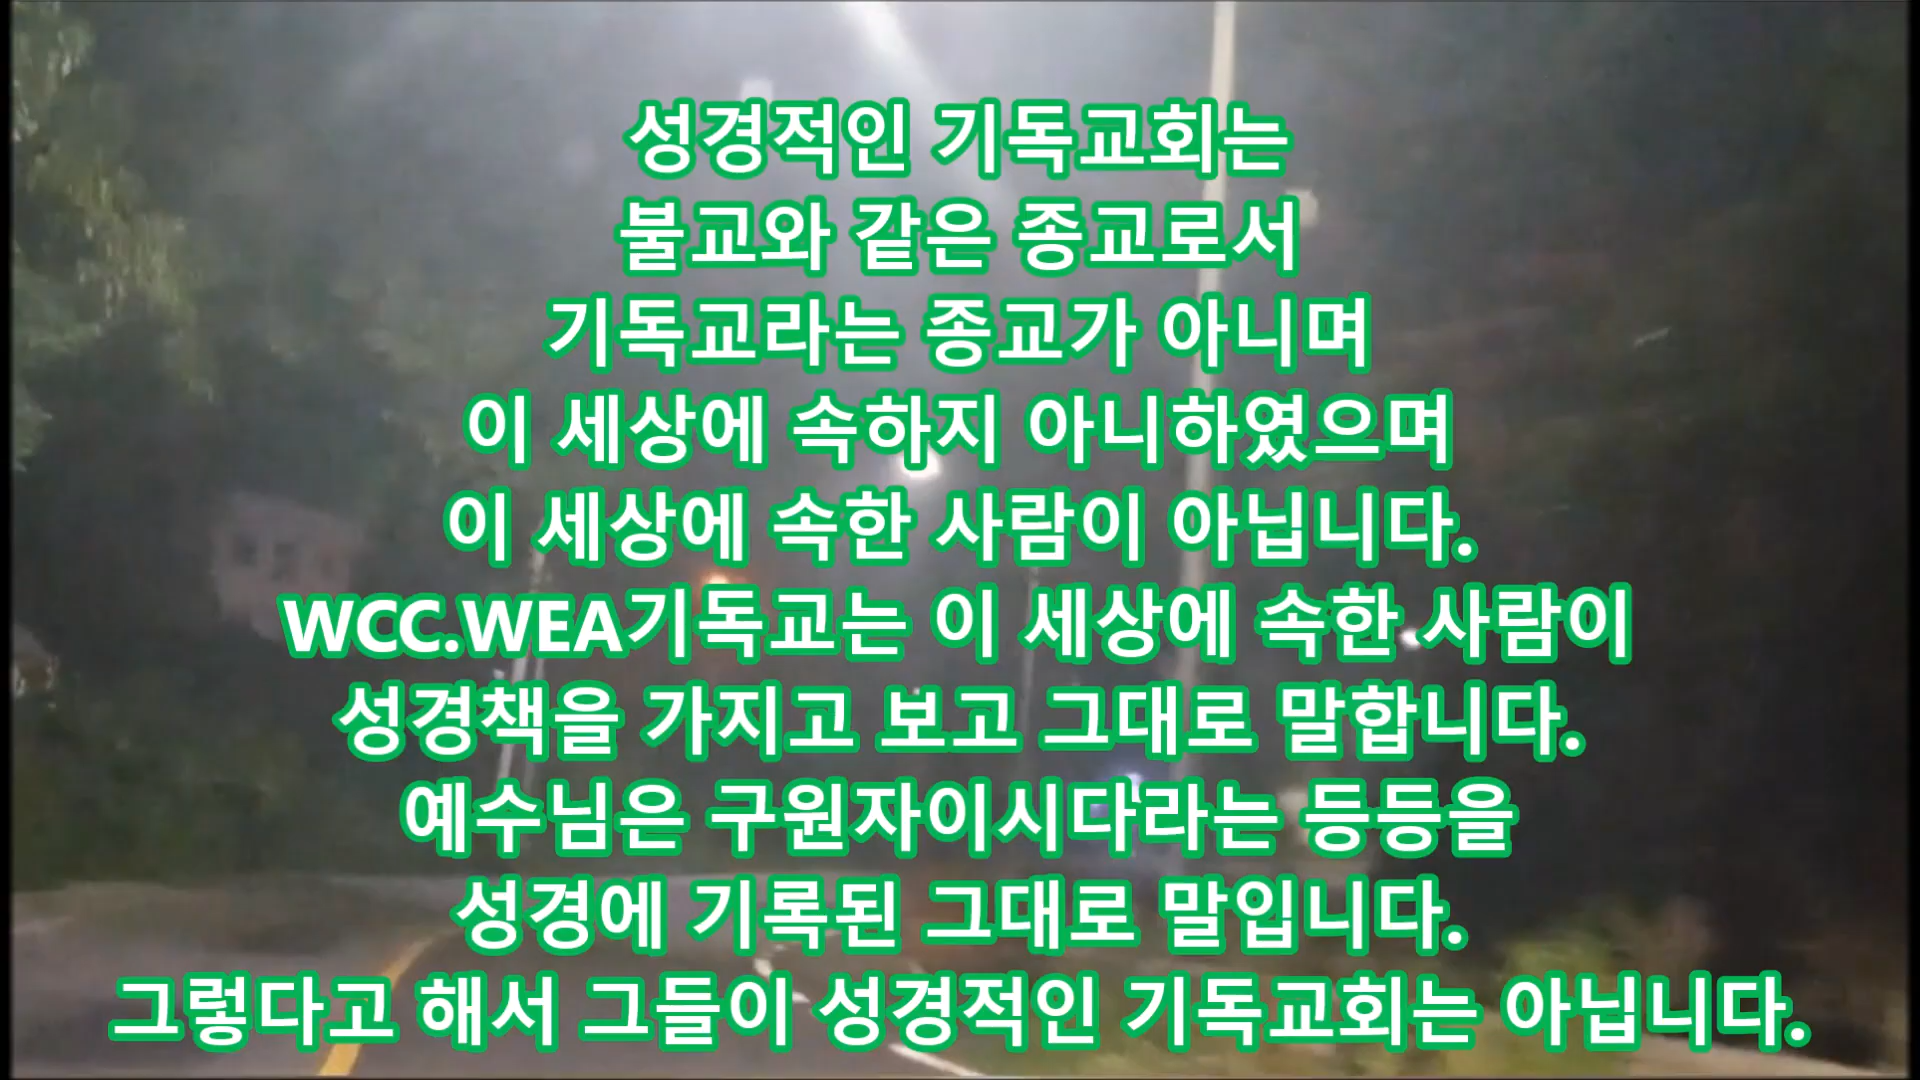 성경적인 기독교회는
불교와 같은 종교로서
기독교라는 종교가 아니며
이 세상에 속하지 아니하였으며
이 세상에 속한 사람이 아닙니다.
WCC.WEA기독교는 이 세상에 속한 사람이
성경책을 가지고 보고 그대로 말합니다.
예수님은 구원자이시다라는 등등을
성경에 기록된 그대로 말입니다.
그렇다고 해서 그들이 성경적인 기독교회는 아닙니다.